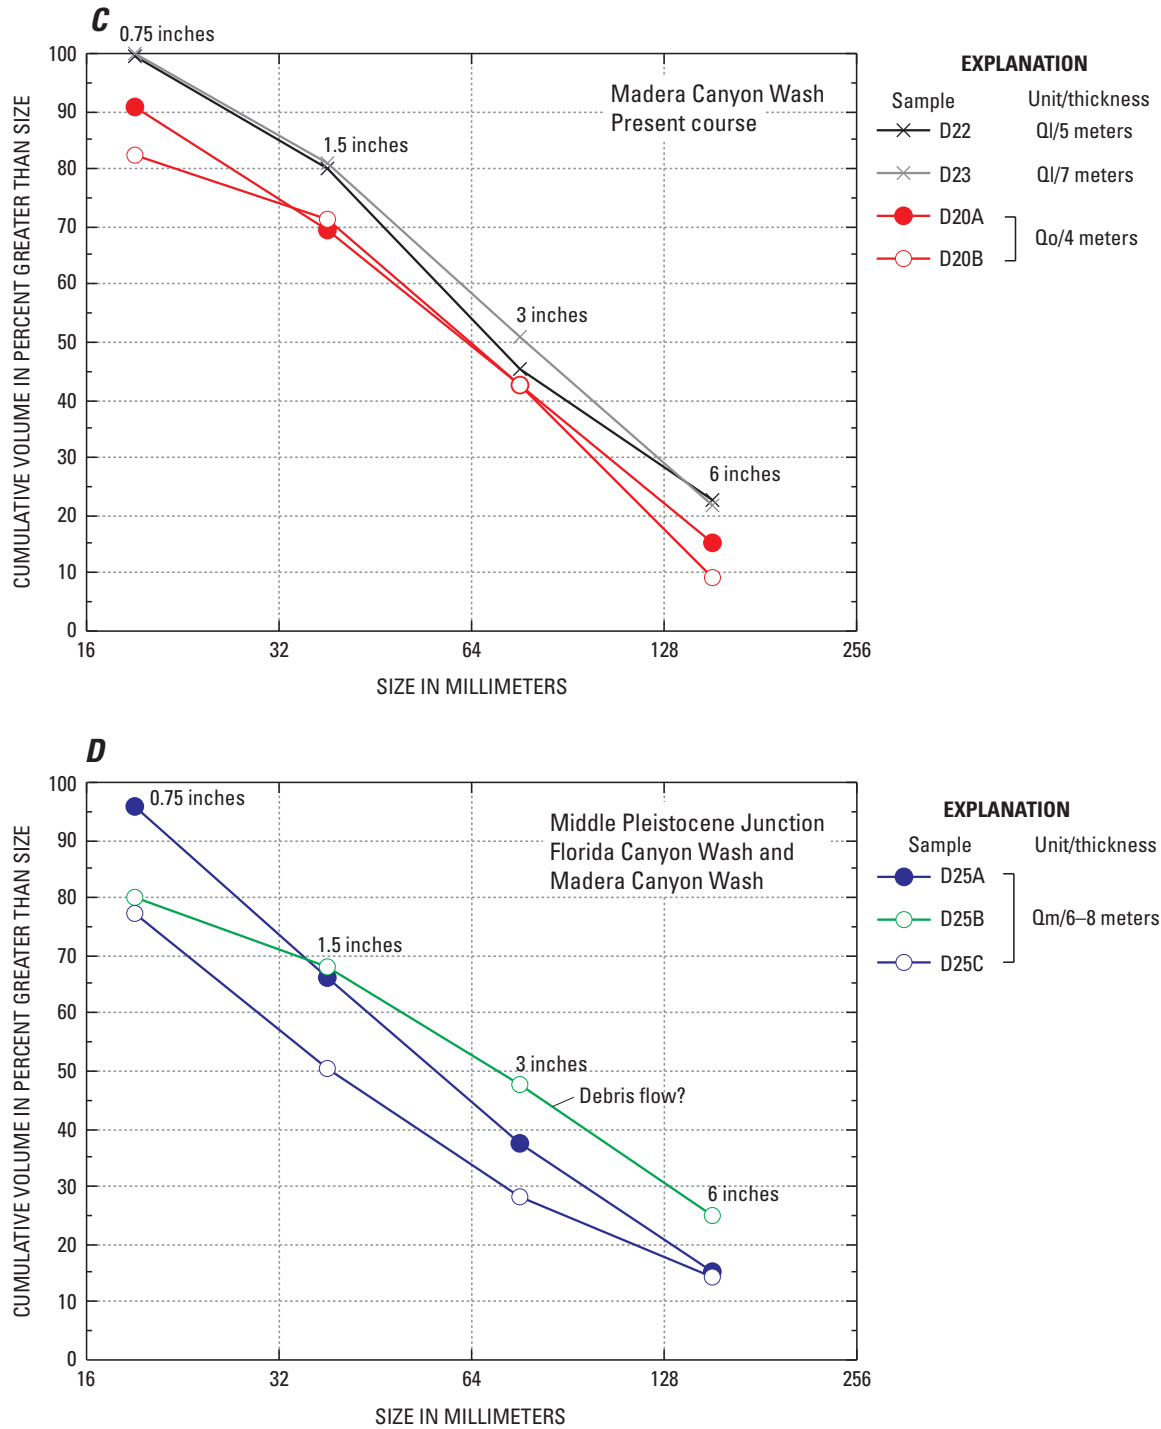 C
0.75 inches
1.5 inches
3 inches
6 inches
Madera Canyon Wash
Present course
CUMULATIVE VOLUME IN PERCENT GREATER THAN SIZE
100
90
80
70
60
50
40
30
20
10
0
16
32
64
128
256
SIZE IN MILLIMETERS
EXPLANATION
Sample Unit/thickness
D22 Ql/5 meters
D23 Ql/7 meters
D20A
Qo/4 meters
D20B
D
0.75 inches
1.5 inches
3 inches
Debris flow?
6 inches
Middle Pleistocene Junction
Florida Canyon Wash and
Madera Canyon Wash
CUMULATIVE VOLUME IN PERCENT GREATER THAN SIZE
100
90
80
70
60
50
40
30
20
10
0
16
32
64
128
256
SIZE IN MILLIMETERS
EXPLANATION
Sample Unit/thickness
D25A
D25B Qm/6–8 meters
D25C